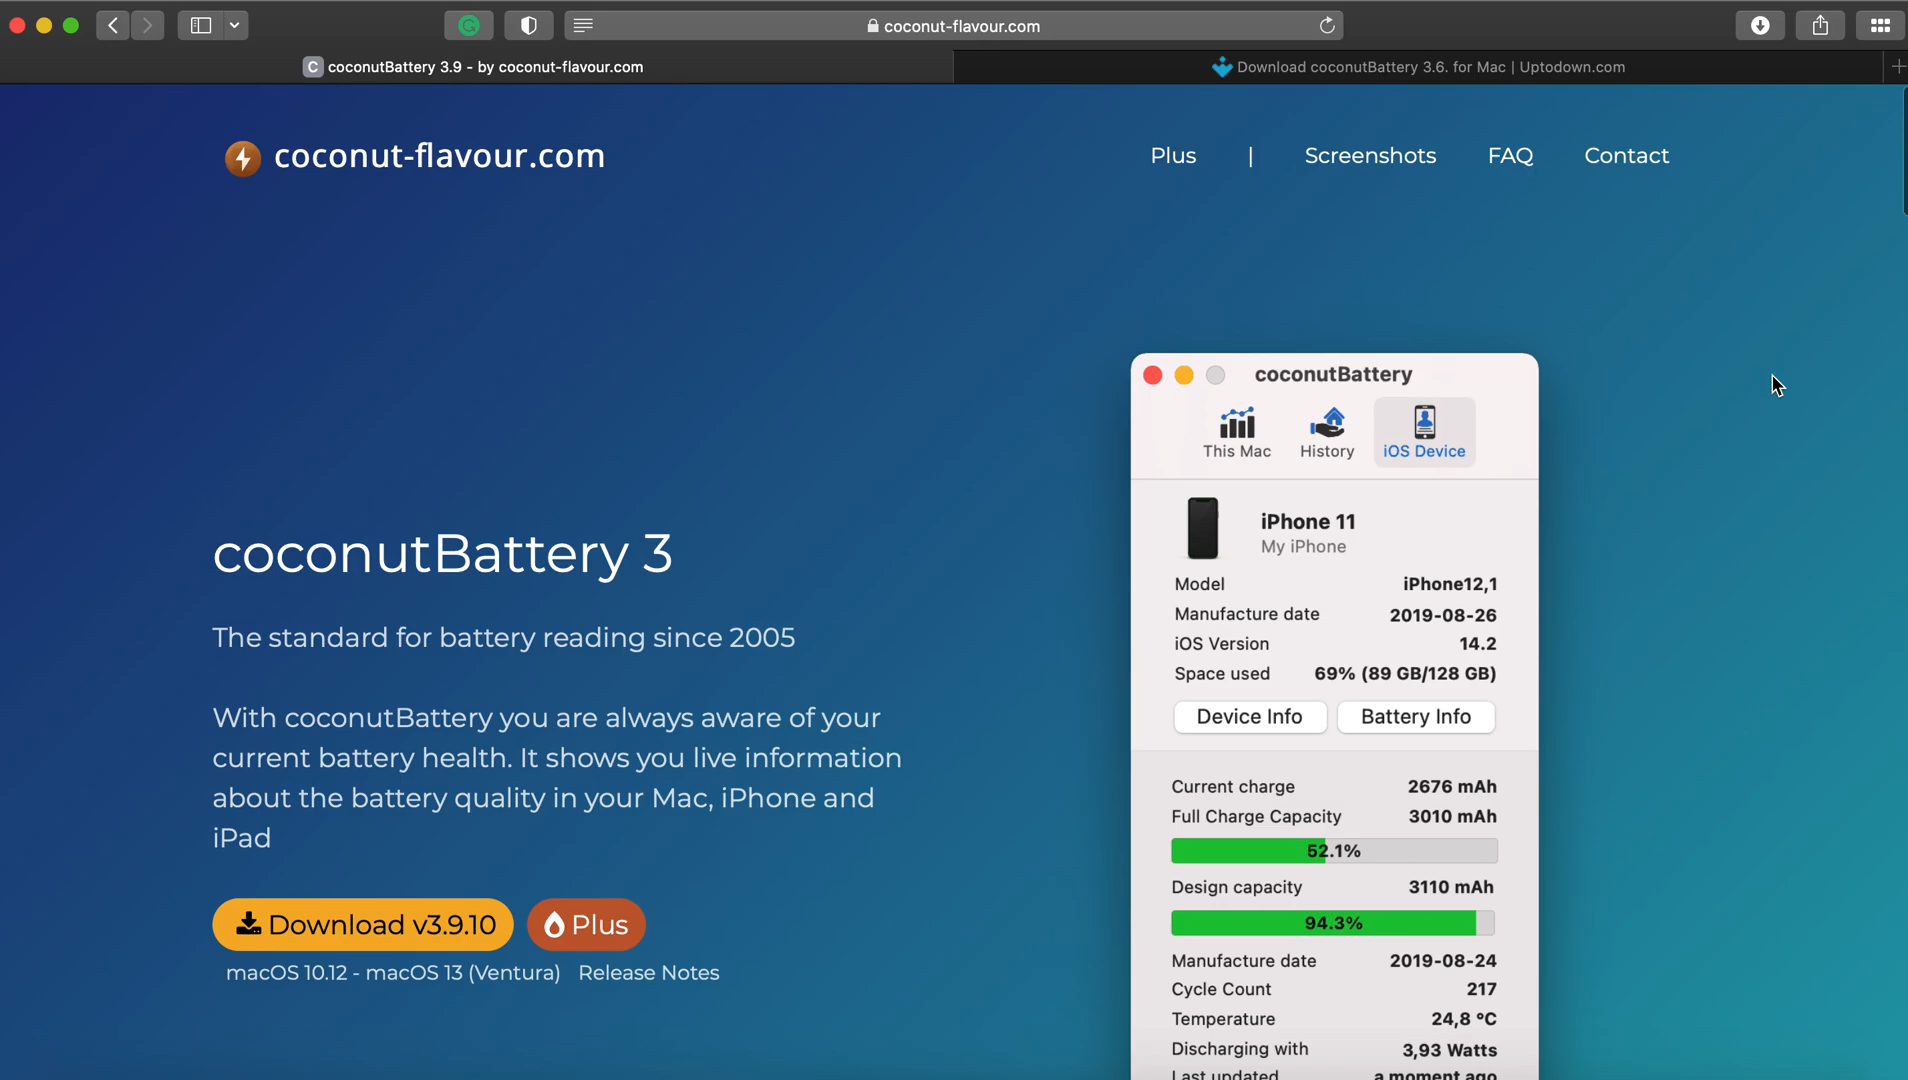 coconut-flavour.com
C coconutBattery 3.9 - by coconut-flavour.com
Download coconutBattery 3.6. for Mac | Uptodown.com
coconut-flavour.com
Plus | Screenshots FAQ Contact
coconutBattery 3
The standard for battery reading since 2005
With coconutBattery you are always aware of your
current battery health. It shows you live information
about the battery quality in your Mac, iPhone and
iPad
Download v3.9.10
Plus
macOS 10.12 - macOS 13 (Ventura) Release Notes
coconutBattery
This Mac History iOS Device
iPhone 11
My iPhone
Model iPhone12,1
Manufacture date 2019-08-26
iOS Version 14.2
Space used 69% (89 GB/128 GB)
Device Info Battery Info
Current charge 2676 mAh
Full Charge Capacity 3010 mAh
52.1%
Design capacity 3110 mAh
94.3%
Manufacture date 2019-08-24
Cycle Count 217
Temperature 24,8 °C
Discharging with 3,93 Watts
Last updated a moment ago